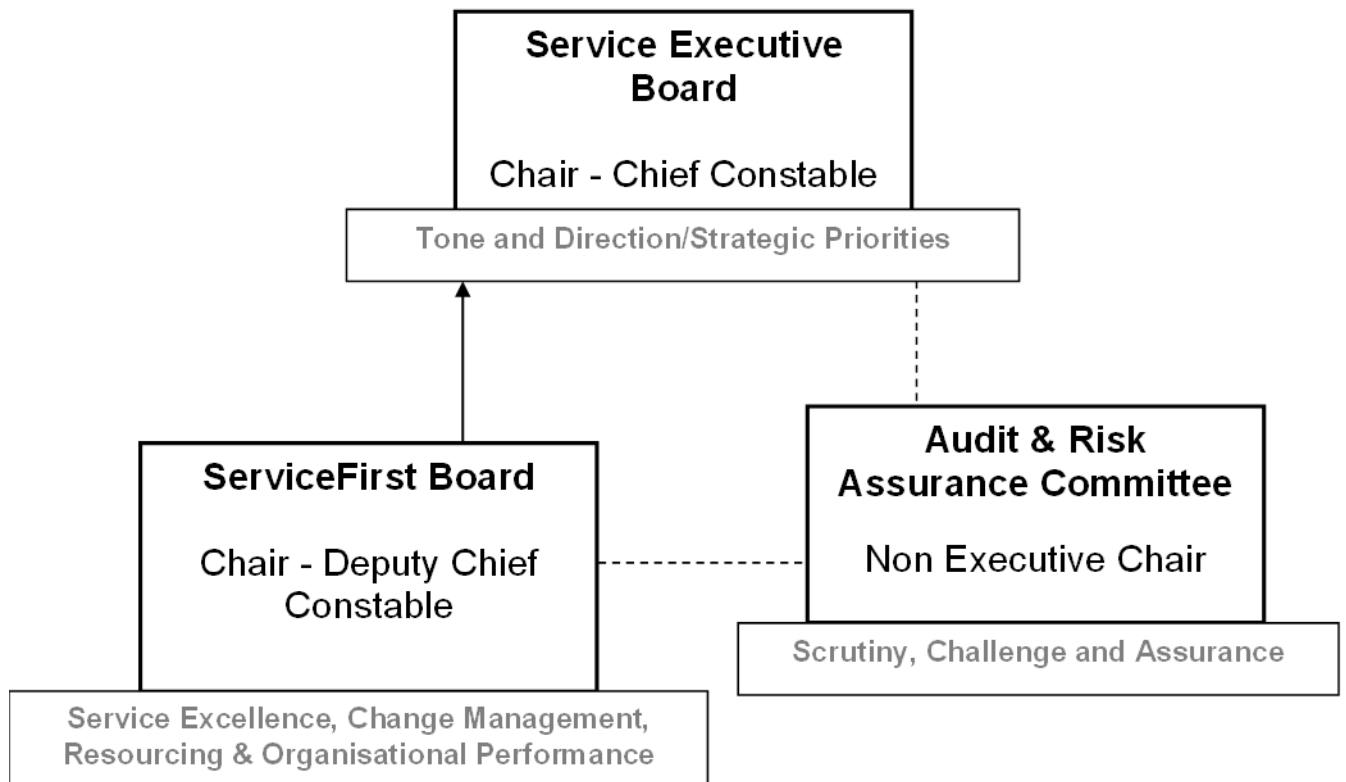 Service Executive
Board
Chair - Chief Constable
Tone and Direction/Strategic Priorities
ServiceFirst Board
Chair - Deputy Chief
Constable
Service Excellence, Change Management,
Resourcing & Organisational Performance
Audit & Risk
Assurance Committee
Non Executive Chair
Scrutiny, Challenge and Assurance